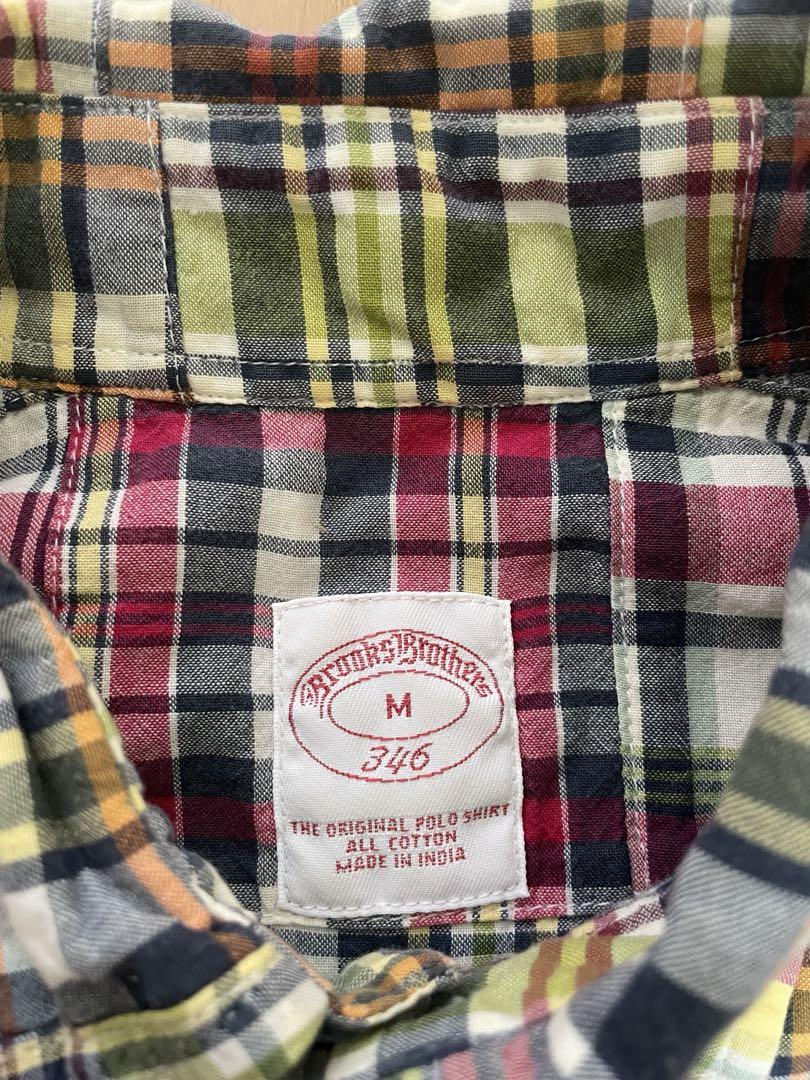 Brooks Brothers
M
346
THE ORIGINAL POLO SHIRT
ALL COTTON
MADE IN INDIA